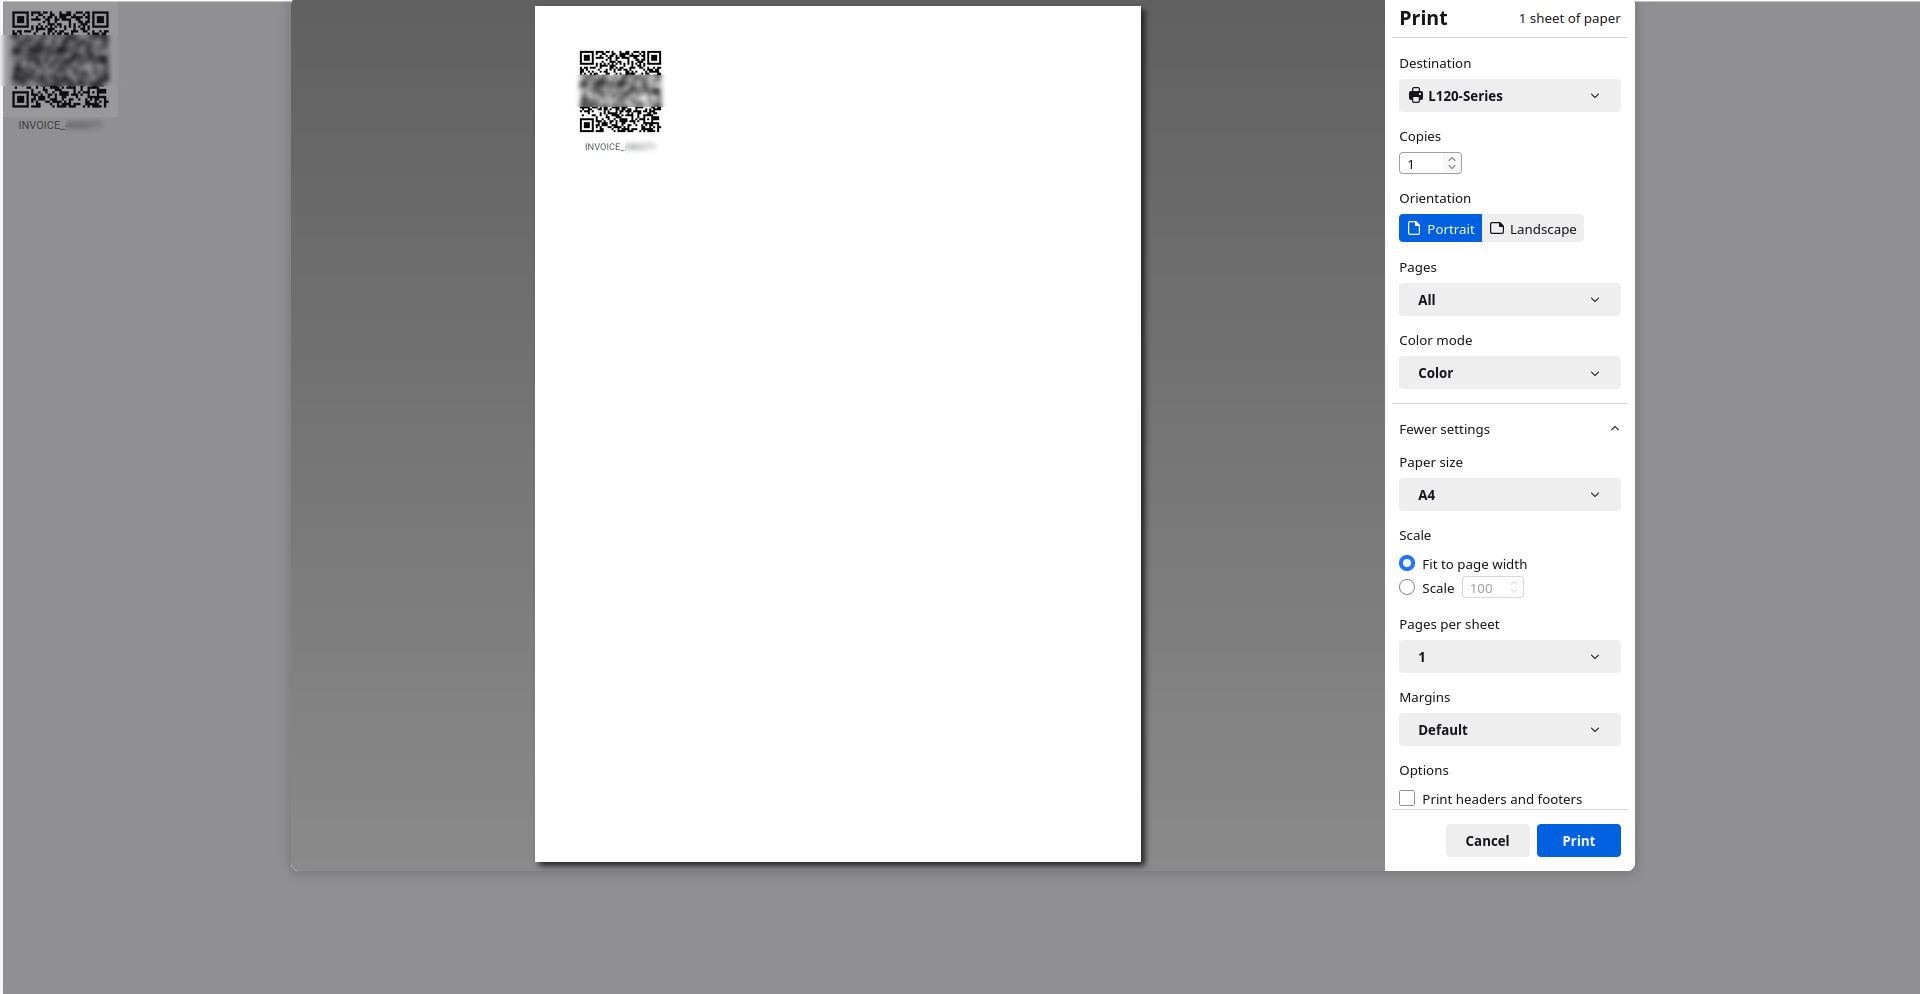 INVOICE_
INVOICE_
Print
1 sheet of paper
Destination
L120-Series
Copies
1
Orientation
Portrait
Landscape
Pages
All
Color mode
Color
Fewer settings
Paper size
A4
Scale
Fit to page width
Scale
100
Pages per sheet
1
Margins
Default
Options
Print headers and footers
Cancel
Print